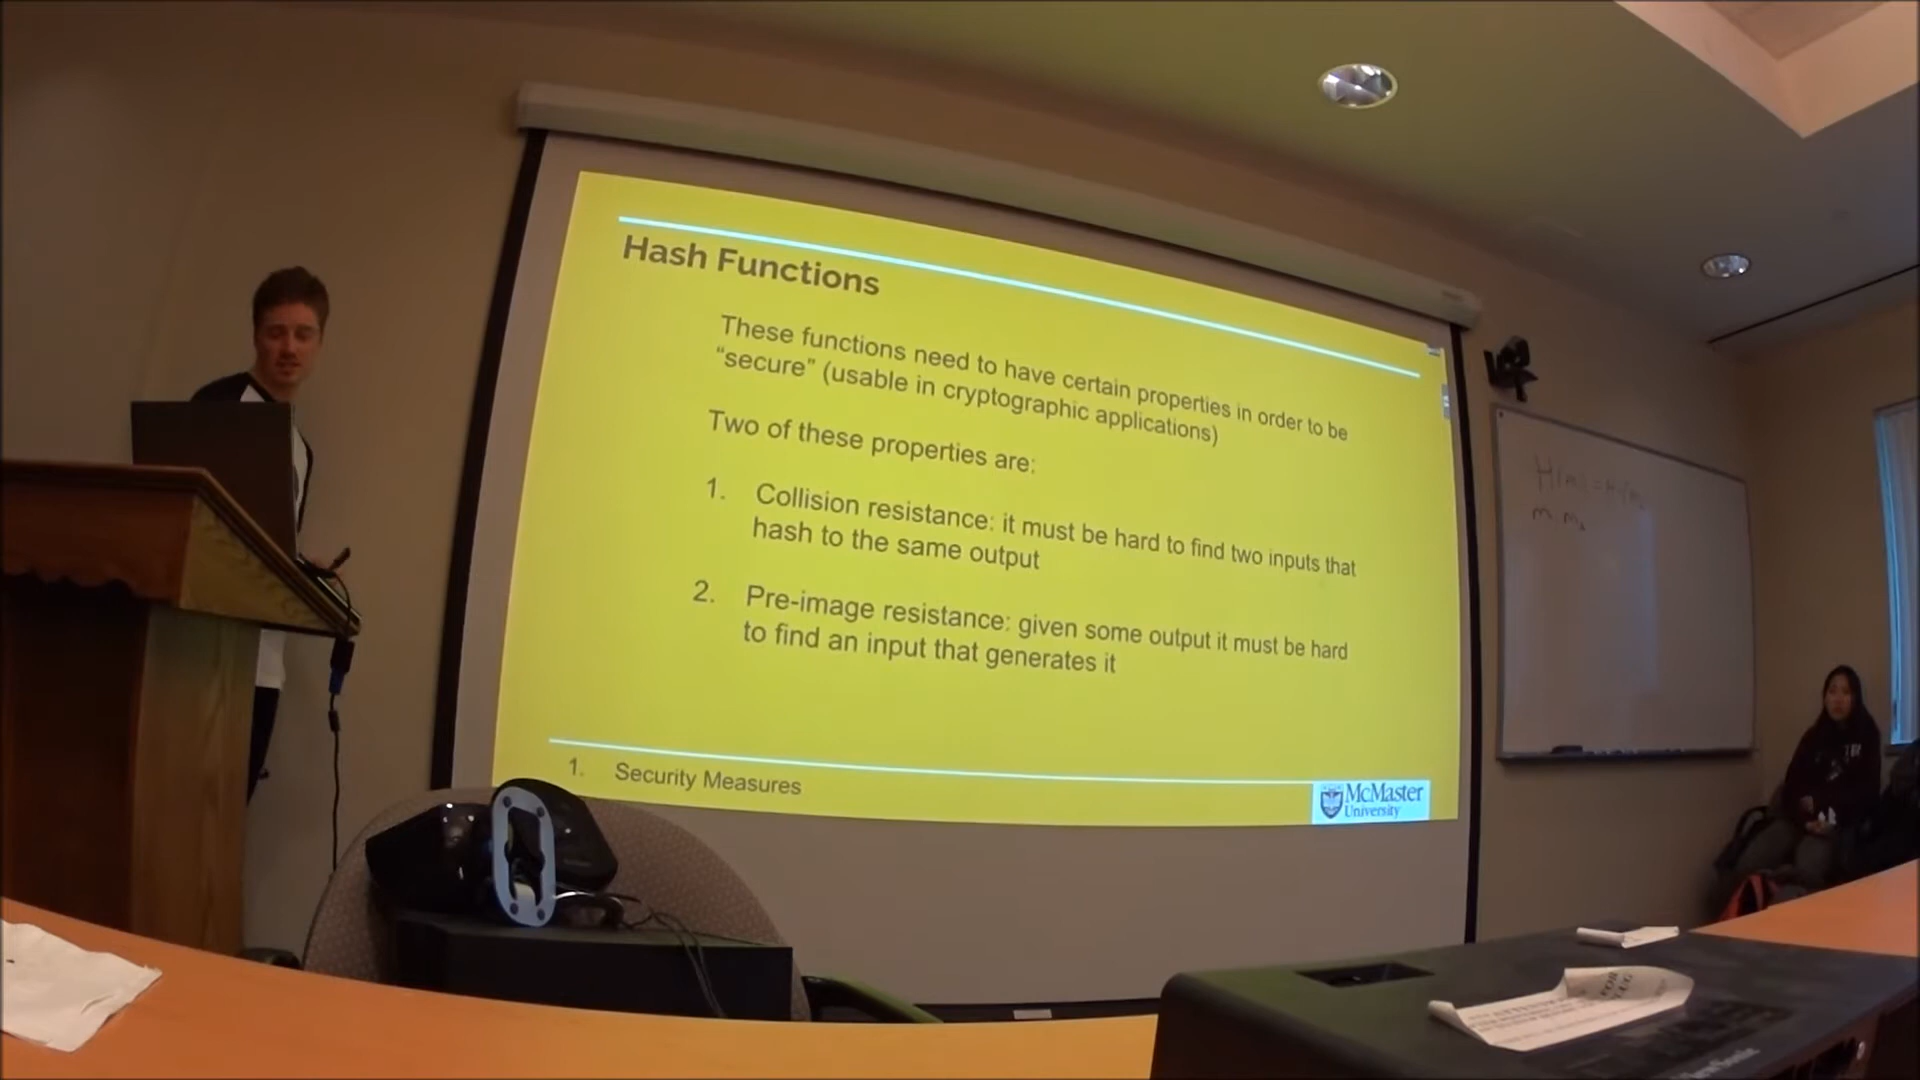 Hash Functions
These functions need to have certain properties in order to be
“secure” (usable in cryptographic applications)
Two of these properties are:
1. Collision resistance: it must be hard to find two inputs that
hash to the same output
2. Pre-image resistance: given some output it must be hard
to find an input that generates it
1. Security Measures
McMaster
University